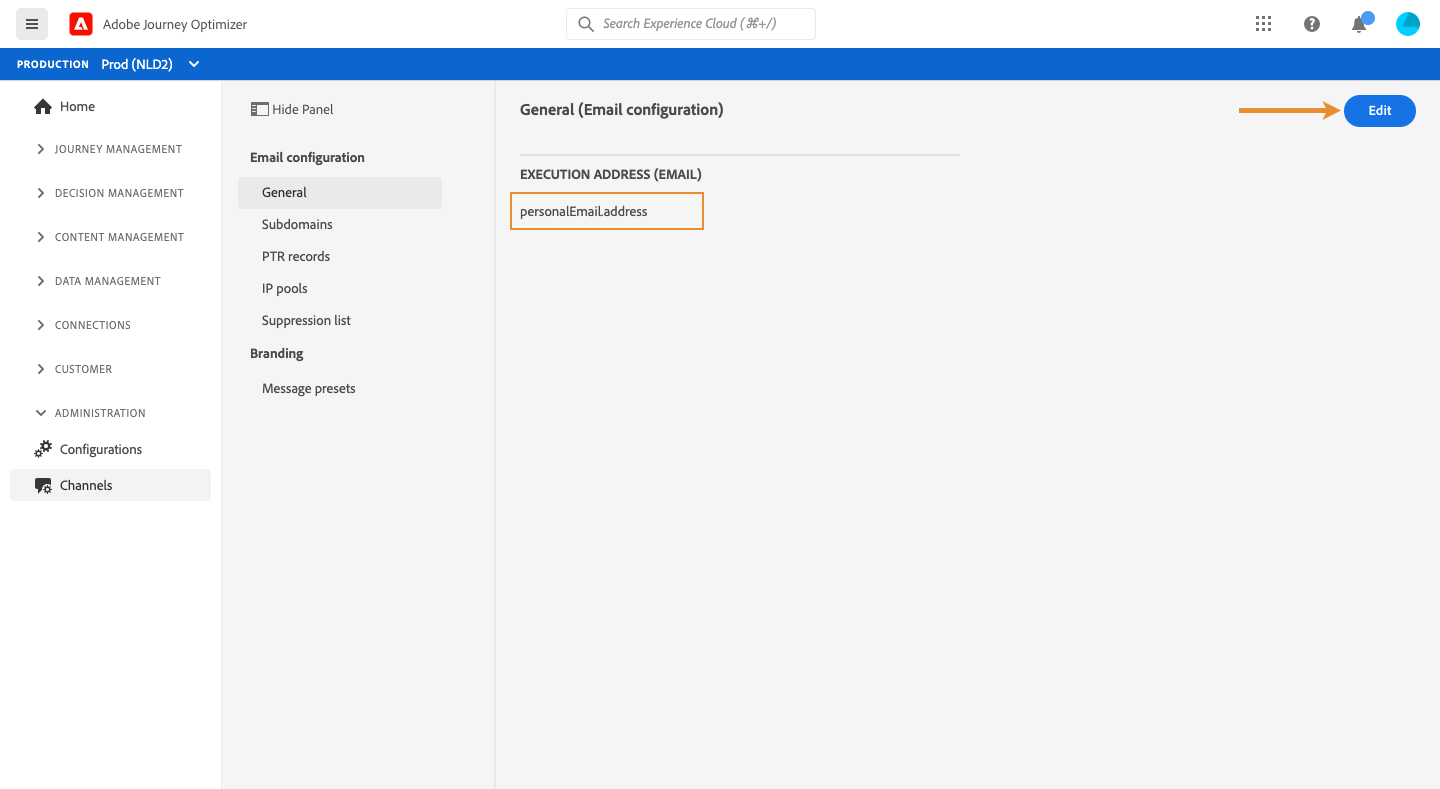 Adobe Journey Optimizer
Search Experience Cloud (⌘+/)
PRODUCTION Prod (NLD2)
Home
JOURNEY MANAGEMENT
DECISION MANAGEMENT
CONTENT MANAGEMENT
DATA MANAGEMENT
CONNECTIONS
CUSTOMER
ADMINISTRATION
Configurations
Channels
Hide Panel
Email configuration
General
Subdomains
PTR records
IP pools
Suppression list
Branding
Message presets
General (Email configuration)
Edit
EXECUTION ADDRESS (EMAIL)
personalEmail.address